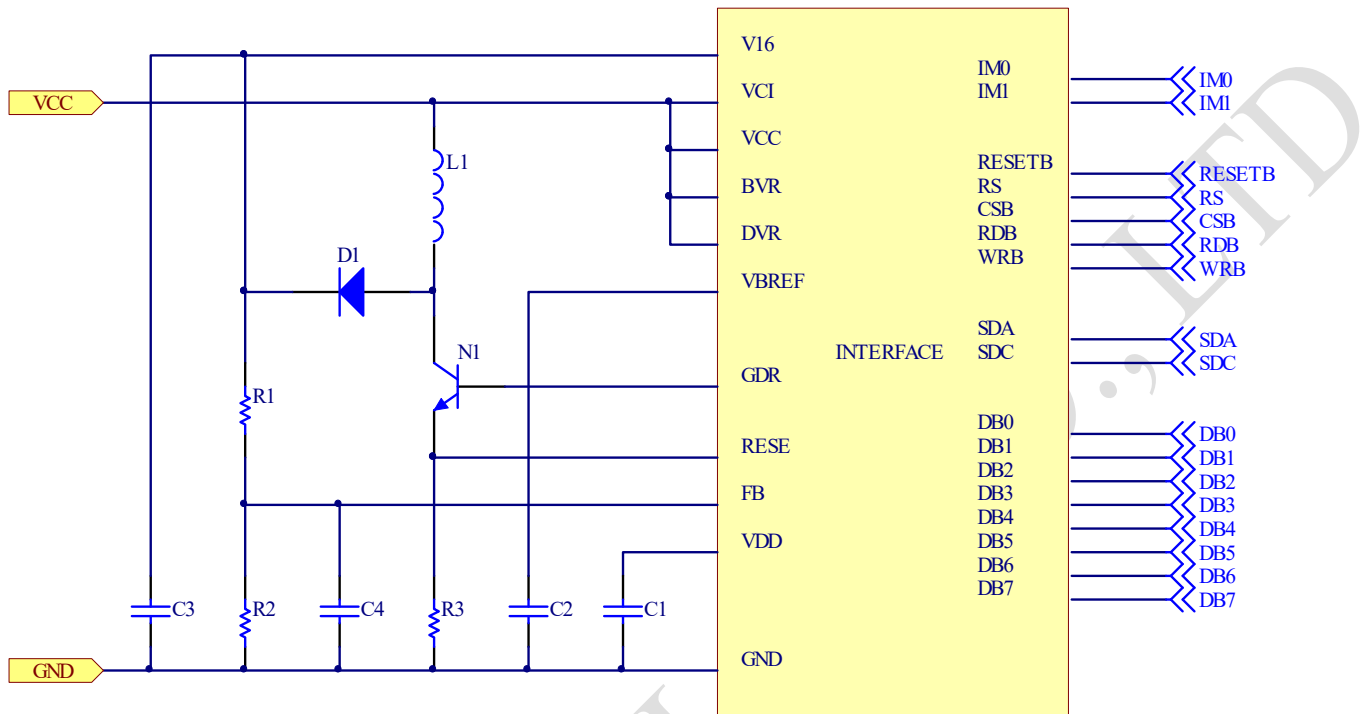 V16
VCC
VCI
VCC
BVR
DVR
VBREF
GDR
RESE
FB
VDD
GND
GND
L1
D1
N1
R1
C3
R2
C4
R3
C2
C1
INTERFACE
IM0
IM1
RESETB
RS
CSB
RDB
WRB
SDA
SDC
DB0
DB1
DB2
DB3
DB4
DB5
DB6
DB7
IM0
IM1
RESETB
RS
CSB
RDB
WRB
SDA
SDC
DB0
DB1
DB2
DB3
DB4
DB5
DB6
DB7
., LTD